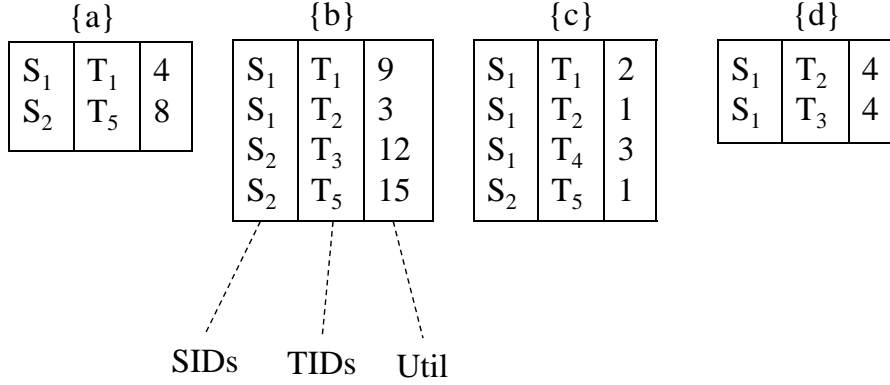 {a} {b} {c} {d}
S₁ T₁ 4 S₁ T₁ 9 S₁ T₁ 2 S₁ T₂ 4
S₂ T₅ 8 S₁ T₂ 3 S₁ T₂ 1 S₁ T₃ 4
S₂ T₃ 12 S₁ T₄ 3
S₂ T₅ 15 S₂ T₅ 1
SIDs TIDs Util